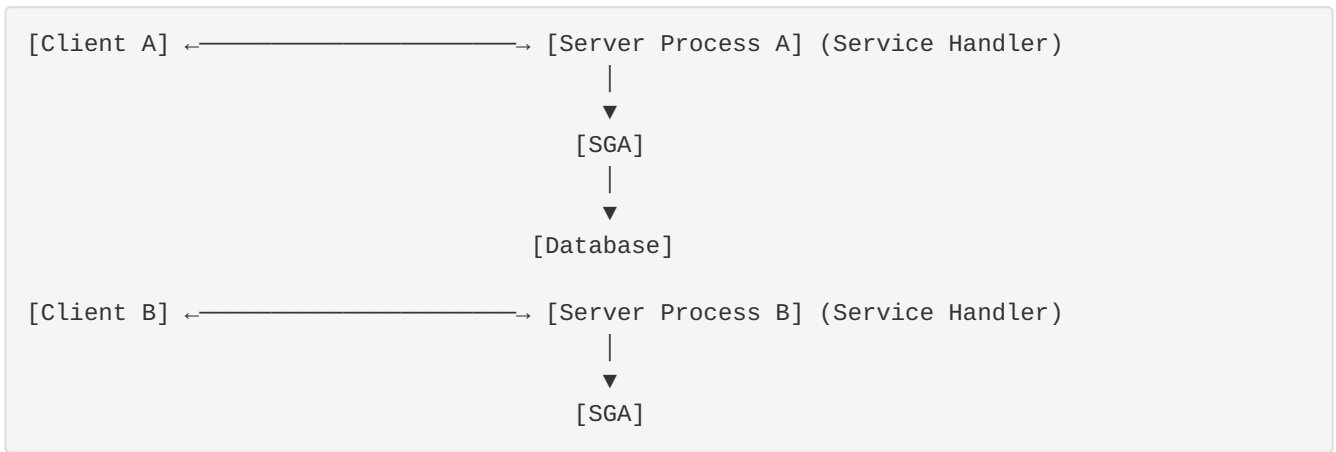 [Client A] ←──────────────────────→ [Server Process A] (Service Handler)
│
▼
[SGA]
│
▼
[Database]
[Client B] ←──────────────────────→ [Server Process B] (Service Handler)
│
▼
[SGA]